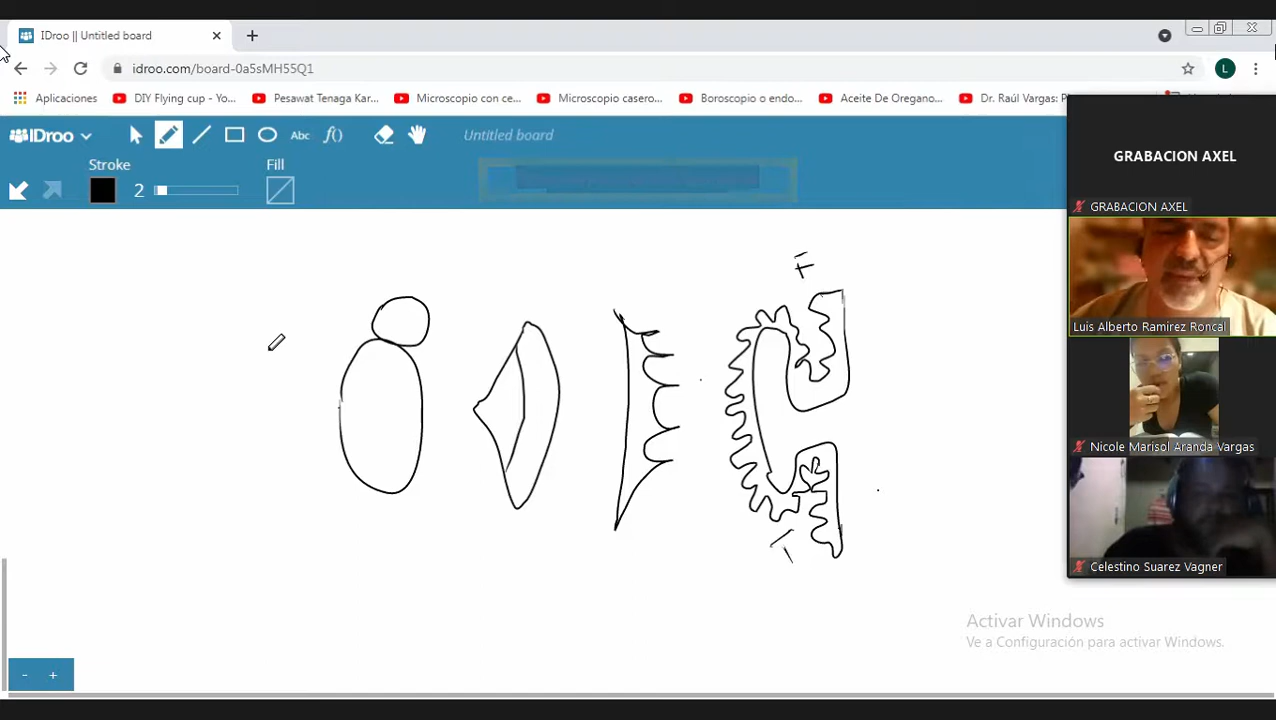 IDroo || Untitled board
idroo.com/board-0a5sMH55Q1
L
Aplicaciones
DIY Flying cup - Yo...
Pesawat Tenaga Kar...
Microscopio con ce...
Microscopio casero...
Boroscopio o endo...
Aceite De Oregano...
Dr. Raúl Vargas:
IDroo
Abc
f()
Untitled board
Stroke
Fill
2
GRABACION AXEL
GRABACION AXEL
Luis Alberto Ramirez Roncal
Nicole Marisol Aranda Vargas
Celestino Suarez Vagner
F
T
Activar Windows
Ve a Configuración para activar Windows.
- +